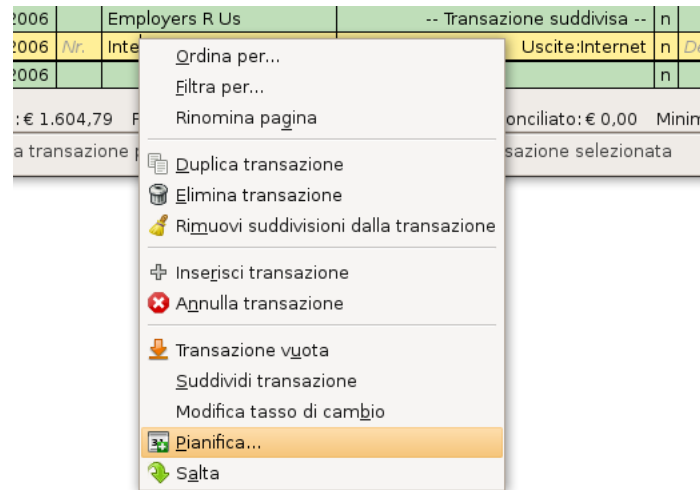 2006 Employers R Us -- Transazione suddivisa -- n
2006 Nr. Inte Uscite:Internet n De
2006 n
Ordina per...
Filtra per...
Rinomina pagina
: € 1.604,79 onciliato: € 0,00 Minim
a transazione sazione selezionata
Duplica transazione
Elimina transazione
Rimuovi suddivisioni dalla transazione
Inserisci transazione
Annulla transazione
Transazione vuota
Suddividi transazione
Modifica tasso di cambio
Pianifica...
Salta